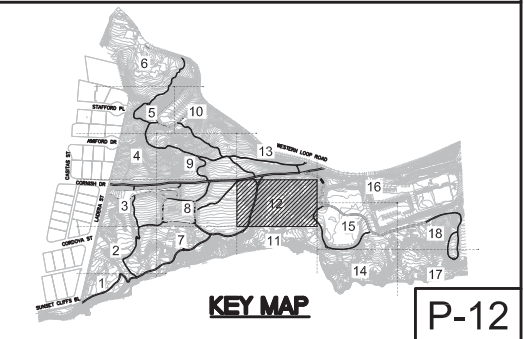 6
STAFFORD PL
5
10
AMIFORD DR
WESTERN LOOP ROAD
CASITAS ST
4
13
9
CORNISH DR
16
LADERA ST
3
12
8
15
CORDOVA ST
18
7
11
2
14
17
1
SUNSET CLIFFS BL
KEY MAP
P-12